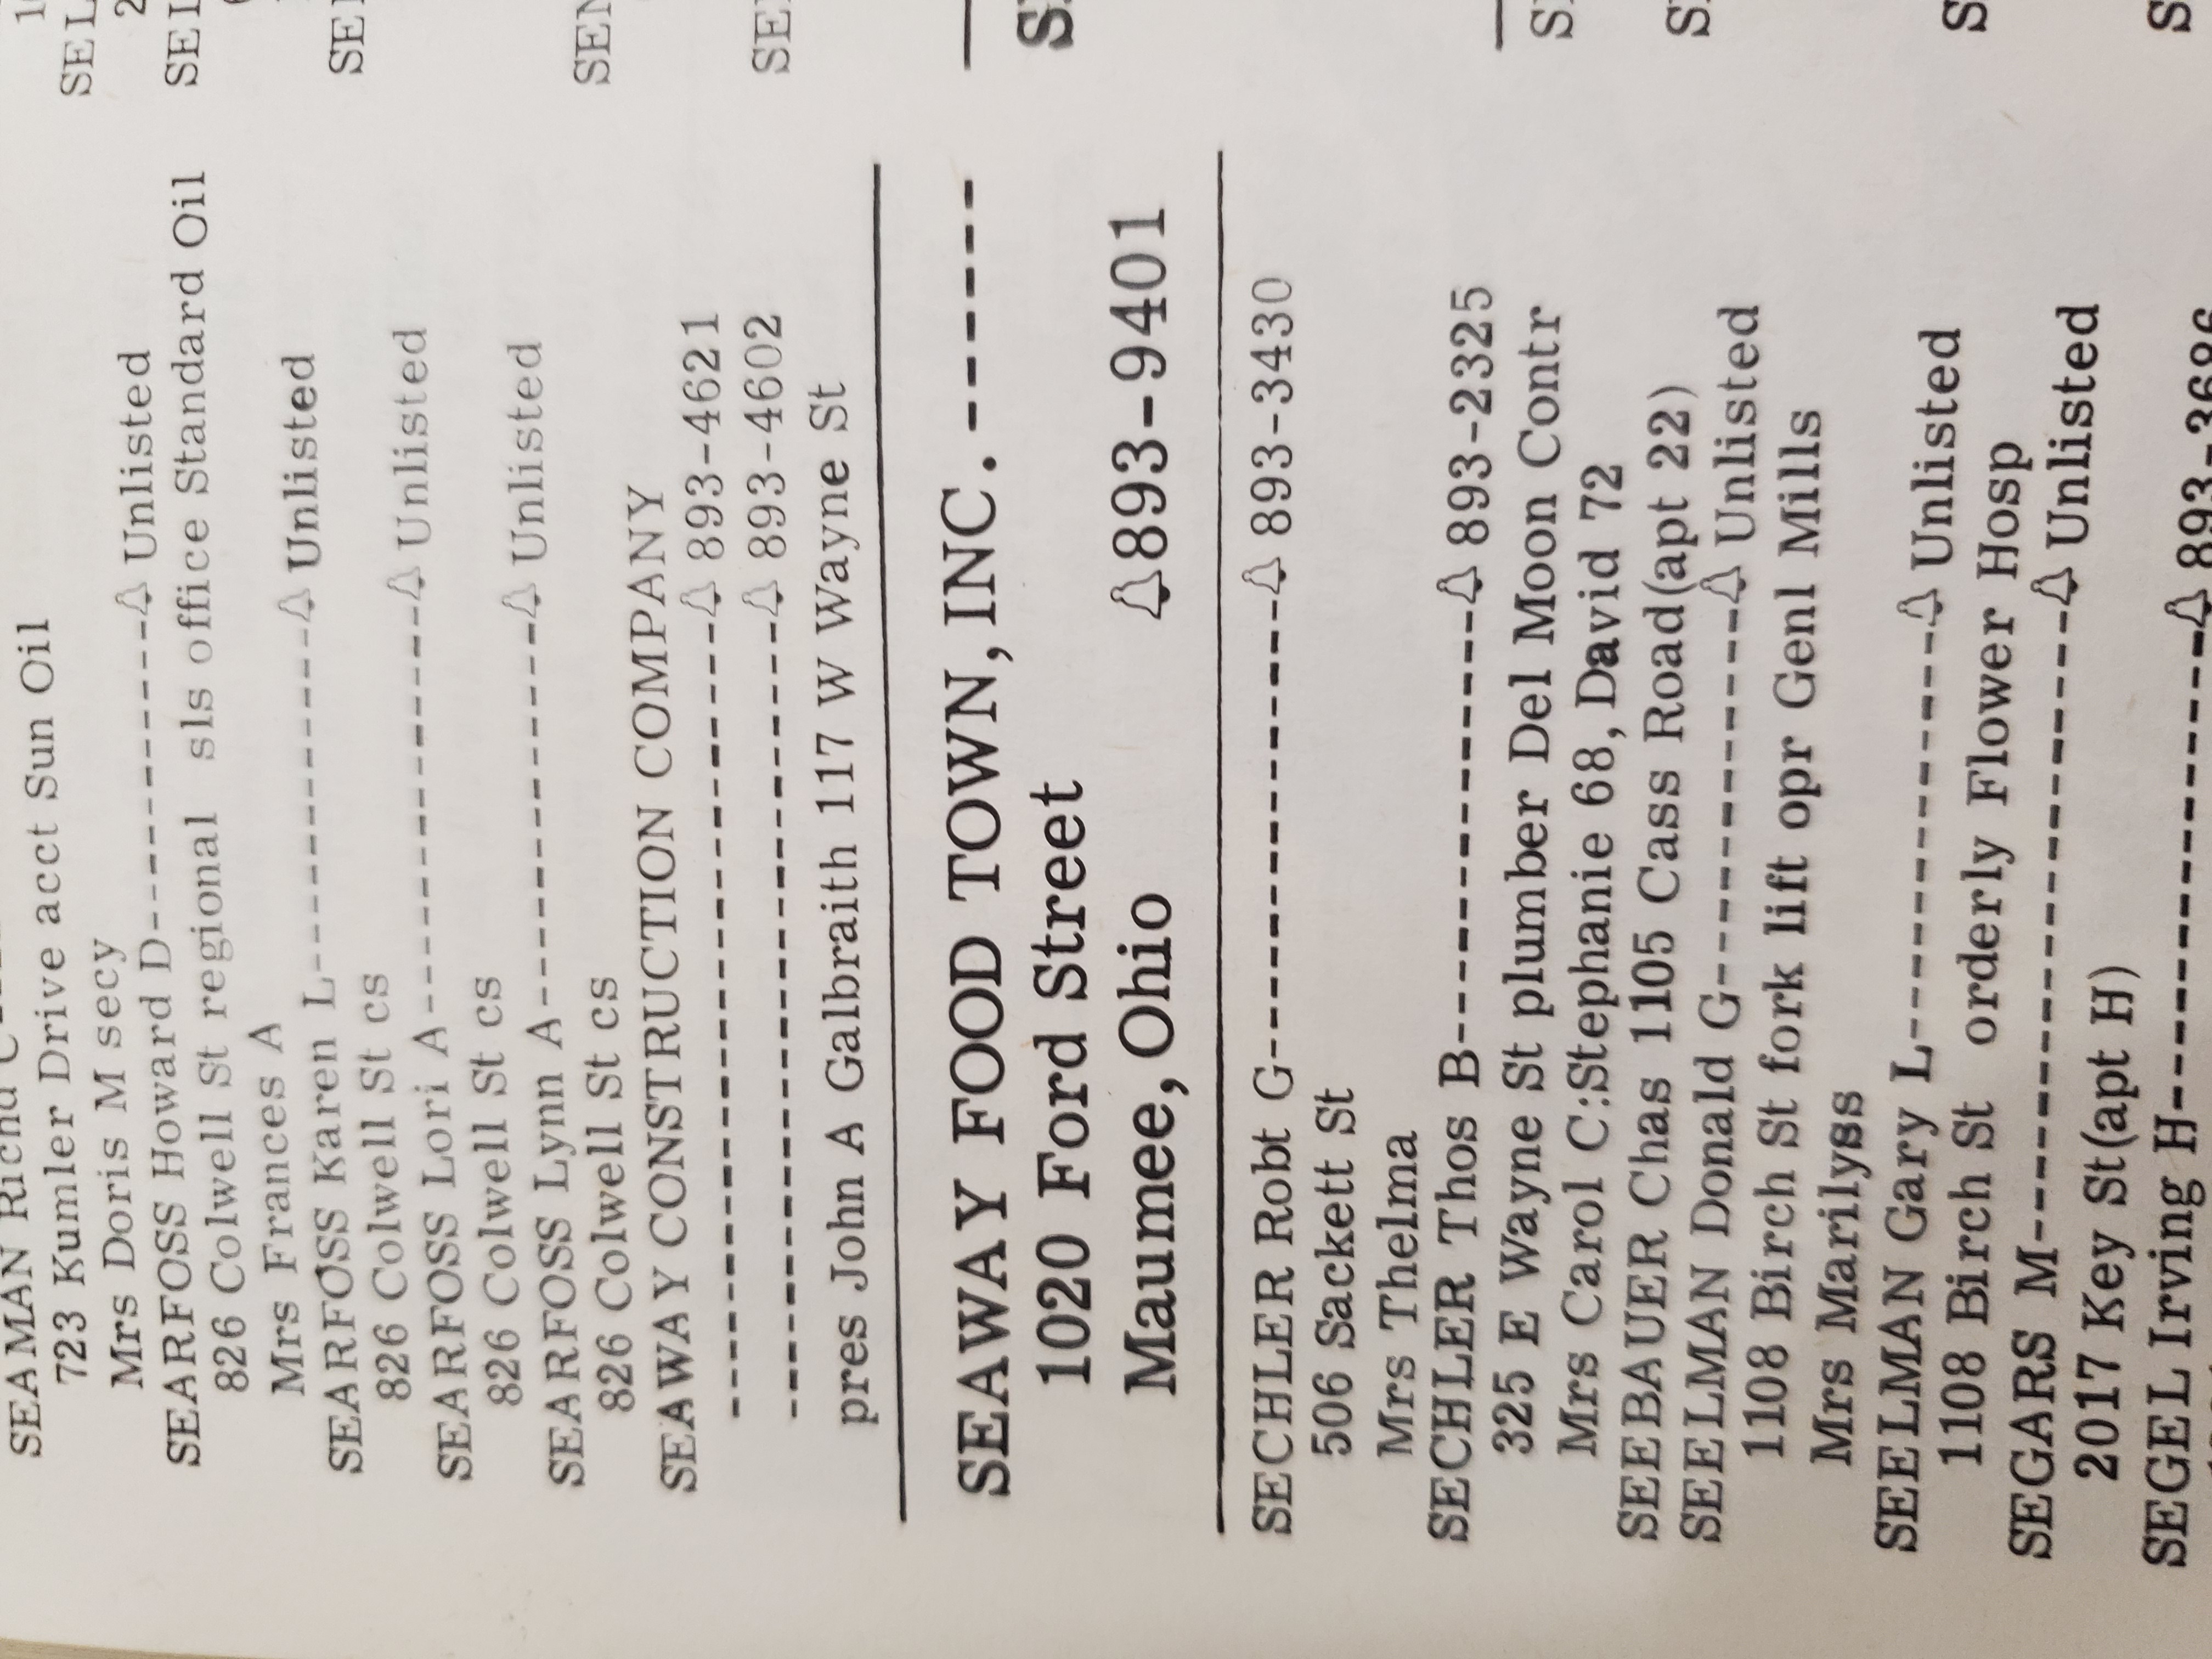 SEAMAN Richd C
723 Kumler Drive acct Sun Oil
Mrs Doris M secy
SEARFOSS Howard D------------ Unlisted
826 Colwell St regional sls office Standard Oil
Mrs Frances A
SEARFOSS Karen L-------------- Unlisted
826 Colwell St cs
SEARFOSS Lori A---------------- Unlisted
826 Colwell St cs
SEARFOSS Lynn A--------------- Unlisted
826 Colwell St cs
SEAWAY CONSTRUCTION COMPANY
------------------------------ 893-4621
------------------------------ 893-4602
pres John A Galbraith 117 W Wayne St
SEAWAY FOOD TOWN, INC. ------
1020 Ford Street
Maumee, Ohio 893-9401
SECHLER Robt G------------------ 893-3430
506 Sackett St
Mrs Thelma
SECHLER Thos B----------------- 893-2325
325 E Wayne St plumber Del Moon Contr
Mrs Carol C:Stephanie 68, David 72
SEEBAUER Chas 1105 Cass Road(apt 22)
SEELMAN Donald G-------------- Unlisted
1108 Birch St fork lift opr Genl Mills
Mrs Marilyss
SEELMAN Gary L--------------- Unlisted
1108 Birch St orderly Flower Hosp
SEGARS M----------------------- Unlisted
2017 Key St(apt H)
SEGEL Irving H----------------- 893-3686